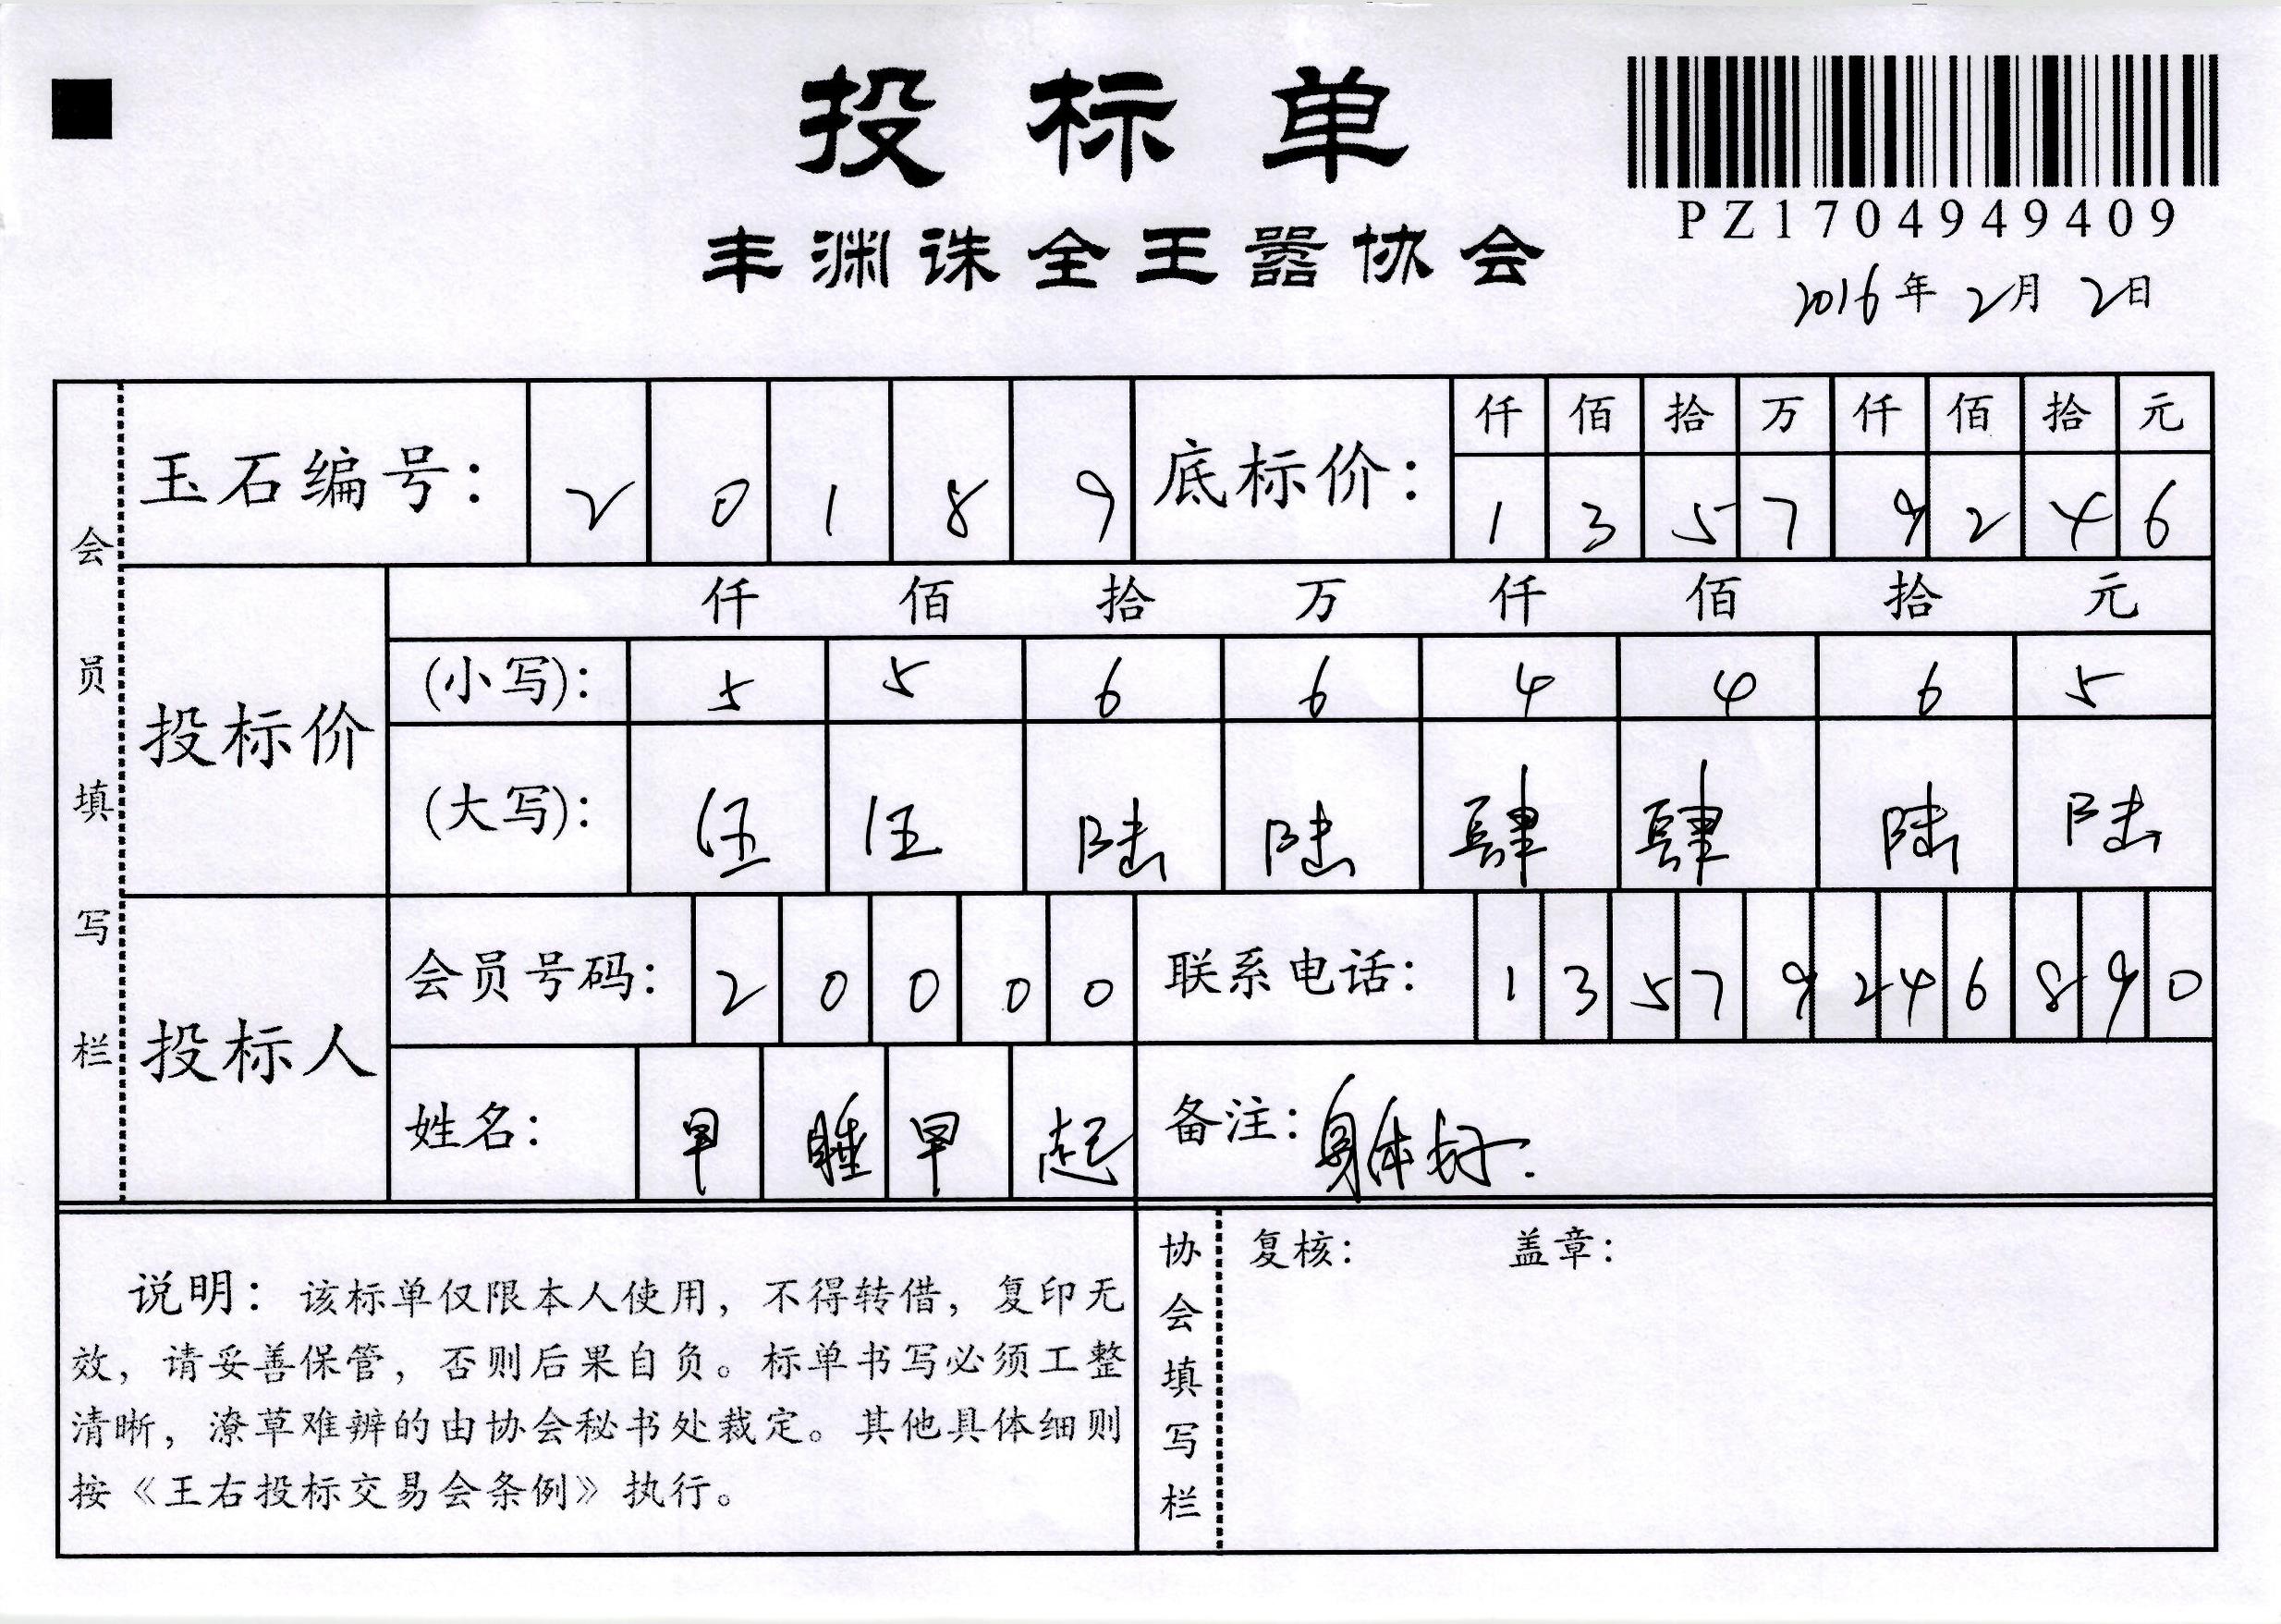 投标单
PZ1704949409
丰渊诛全王嚣协会
2016年2月2日
会员填写栏
玉石编号: 2 0 1 8 9
底标价: 仟 佰 拾 万 仟 佰 拾 元
1 3 5 7 9 2 4 6
投标价
仟 佰 拾 万 仟 佰 拾 元
(小写): 5 5 6 6 4 4 6 5
(大写): 伍 伍 陆 陆 肆 肆 陆 陆
投标人
会员号码: 2 0 0 0 0
联系电话: 1 3 5 7 9 2 4 6 8 9 0
姓名: 早 睡 早 起
备注: 身体好.
说明: 该标单仅限本人使用, 不得转借, 复印无
效, 请妥善保管, 否则后果自负。标单书写必须工整
清晰, 潦草难辨的由协会秘书处裁定。其他具体细则
按《王右投标交易会条例》执行。
协会填写栏
复核: 盖章: